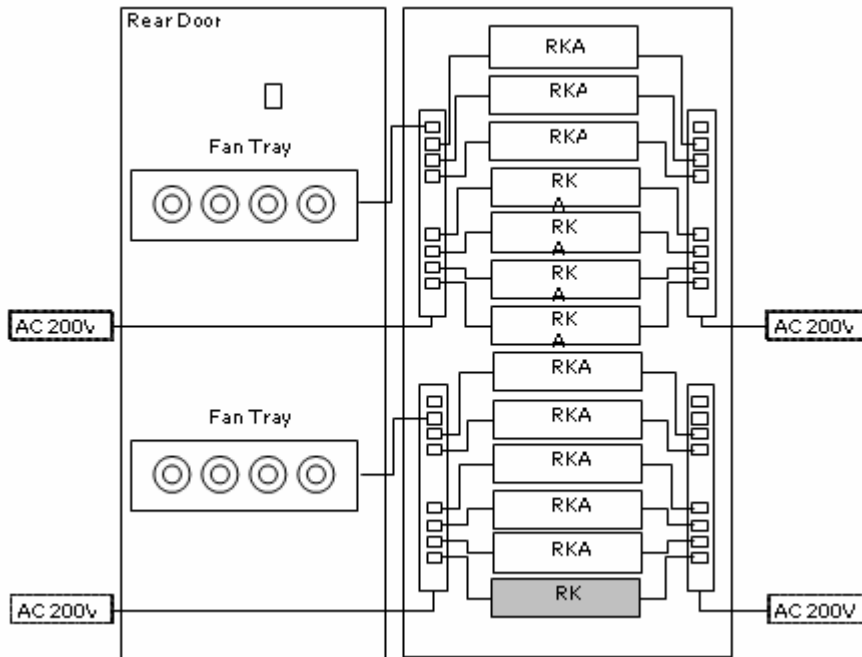 Rear Door
RKA
RKA
Fan Tray
RKA
RK
A
RK
A
RK
A
AC 200V
RK
A
AC 200V
RKA
Fan Tray
RKA
RKA
RKA
RKA
AC 200V
RK
AC 200V